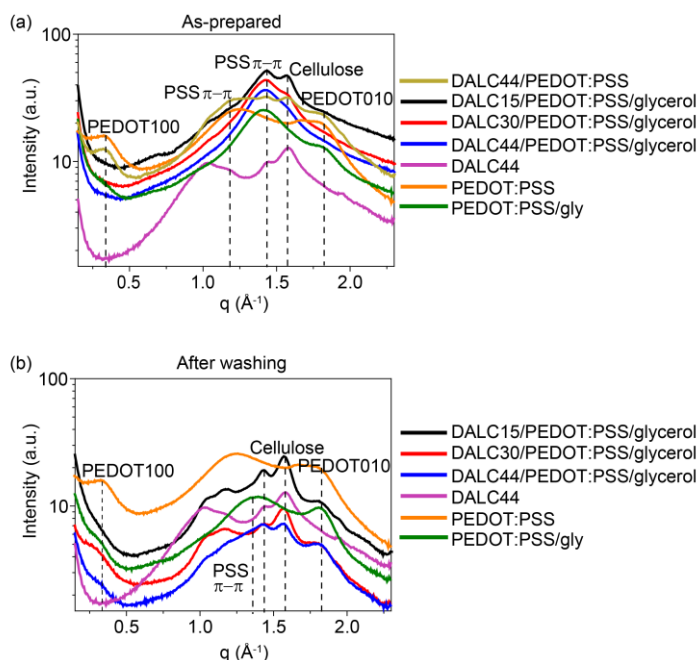 (a)
As-prepared
100
10
Intensity (a.u.)
PEDOT100
PSS π–π
PSS π–π
Cellulose
PEDOT010
0.5
1.0
1.5
2.0
q (Å⁻¹)
DALC44/PEDOT:PSS
DALC15/PEDOT:PSS/glycerol
DALC30/PEDOT:PSS/glycerol
DALC44/PEDOT:PSS/glycerol
DALC44
PEDOT:PSS
PEDOT:PSS/gly
(b)
After washing
100
10
Intensity (a.u.)
PEDOT100
Cellulose
PEDOT010
PSS
π–π
0.5
1.0
1.5
2.0
q (Å⁻¹)
DALC15/PEDOT:PSS/glycerol
DALC30/PEDOT:PSS/glycerol
DALC44/PEDOT:PSS/glycerol
DALC44
PEDOT:PSS
PEDOT:PSS/gly